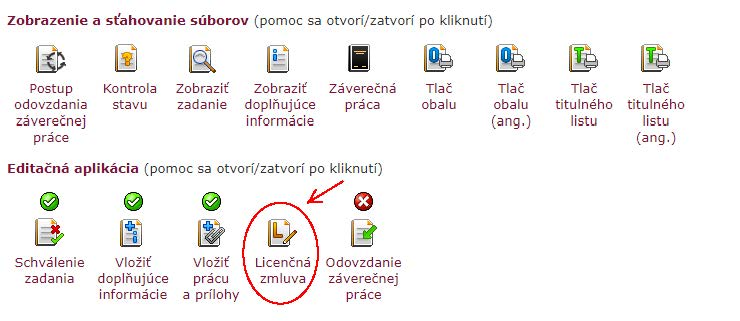 Zobrazenie a sťahovanie súborov (pomoc sa otvorí/zatvorí po kliknutí)
Postup odovzdania záverečnej práce
Kontrola stavu
Zobraziť zadanie
Zobraziť doplňujúce informácie
Záverečná práca
Tlač obalu
Tlač obalu (ang.)
Tlač titulného listu
Tlač titulného listu (ang.)
Editačná aplikácia (pomoc sa otvorí/zatvorí po kliknutí)
Schválenie zadania
Vložiť doplňujúce informácie
Vložiť prácu a prílohy
Licenčná zmluva
Odovzdanie záverečnej práce